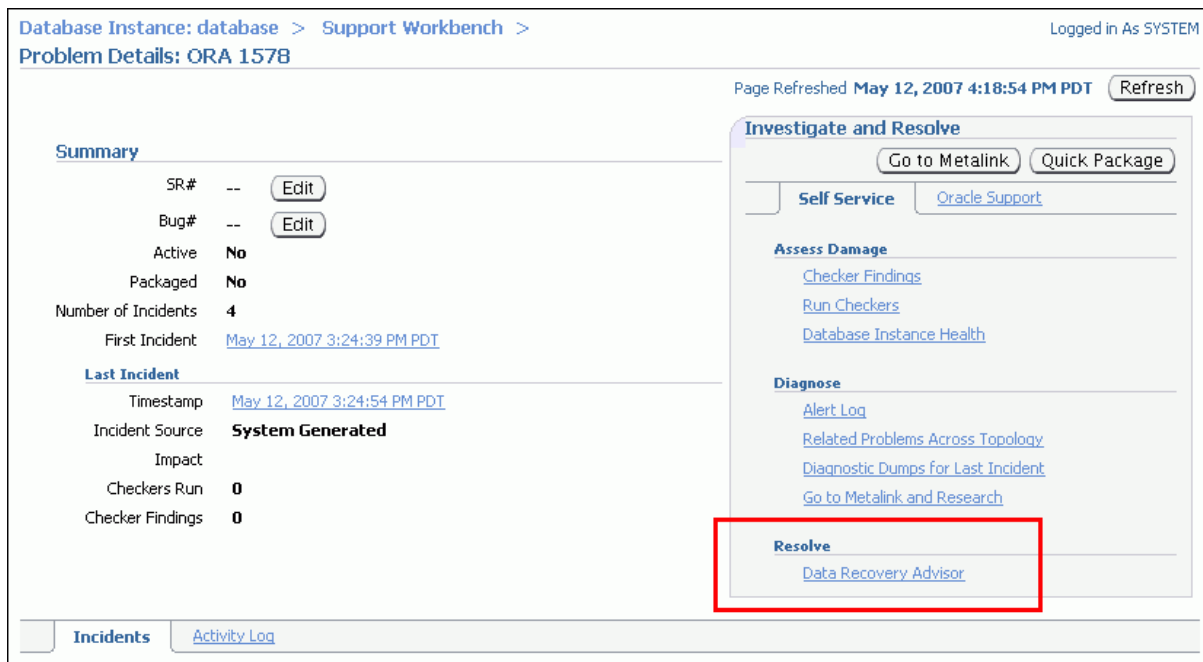 Database Instance: database > Support Workbench >
Logged in As SYSTEM
Problem Details: ORA 1578
Page Refreshed May 12, 2007 4:18:54 PM PDT Refresh
Summary
SR# -- Edit
Bug# -- Edit
Active No
Packaged No
Number of Incidents 4
First Incident May 12, 2007 3:24:39 PM PDT
Last Incident
Timestamp May 12, 2007 3:24:54 PM PDT
Incident Source System Generated
Impact
Checkers Run 0
Checker Findings 0
Investigate and Resolve
Go to Metalink Quick Package
Self Service Oracle Support
Assess Damage
Checker Findings
Run Checkers
Database Instance Health
Diagnose
Alert Log
Related Problems Across Topology
Diagnostic Dumps for Last Incident
Go to Metalink and Research
Resolve
Data Recovery Advisor
Incidents Activity Log